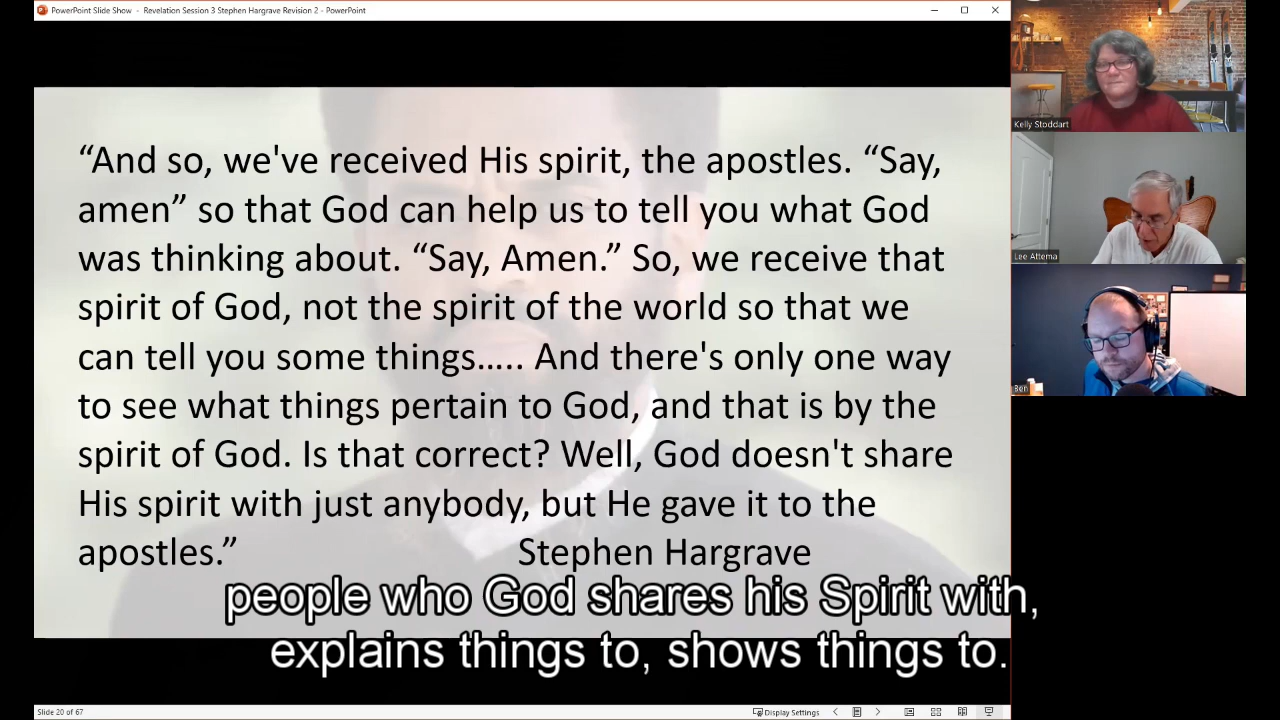 PowerPoint Slide Show - Revelation Session 3 Stephen Hargrave Revision 2 - PowerPoint
“And so, we've received His spirit, the apostles. “Say,
amen” so that God can help us to tell you what God
was thinking about. “Say, Amen.” So, we receive that
spirit of God, not the spirit of the world so that we
can tell you some things..... And there's only one way
to see what things pertain to God, and that is by the
spirit of God. Is that correct? Well, God doesn't share
His spirit with just anybody, but He gave it to the
apostles.” Stephen Hargrave
people who God shares his Spirit with,
explains things to, shows things to.
Kelly Stoddart
Lee Attema
Ben
Slide 20 of 67
Display Settings